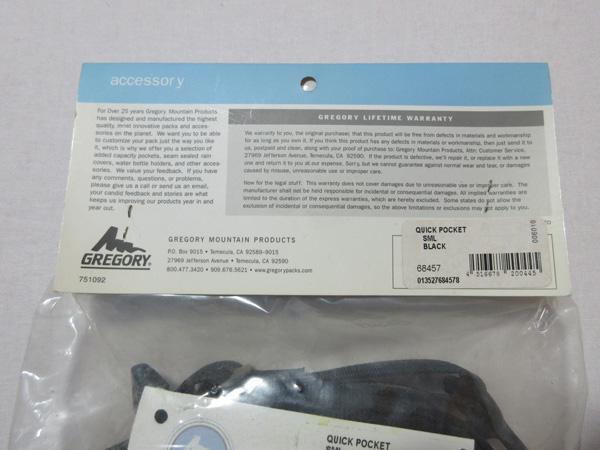 accessory
For Over 25 years Gregory Mountain Products
has designed and manufactured the highest
quality, most innovative packs and acces-
sories on the planet. We want you to be able
to customize your pack just the way you like
it, which is why we offer you a selection of
added capacity pockets, seam sealed rain
covers, water bottle holders, and other acces-
sories. We value your feedback. If you have
any comments, questions, or problems,
please give us a call or send us an email,
your candid feedback and stories are what
keeps us improving our products year in and
year out.
GREGORY LIFETIME WARRANTY
We warranty to you, the original purchaser, that this product will be free from defects in materials and workmanship
for as long as you own it. If you think this product has any defects in materials or workmanship, then just send it to
us, postpaid and clean, along with your proof of purchase to: Gregory Mountain Products, Attn: Customer Service,
27969 Jefferson Avenue, Temecula, CA 92590. If the product is defective, we'll repair it, or replace it with a new
one and return it to you at our expense. Sorry, but we cannot guarantee against normal wear and tear, or damages
caused by misuse, unreasonable use or improper care.
Now for the legal stuff. This warranty does not cover damages due to unreasonable use or improper care. The
manufacturer shall not be held responsible for incidental or consequential damages. All implied warranties are
limited to the duration of the express warranties, which are hereby excluded. Some states do not allow the
exclusion of incidental or consequential damages, so the above limitations or exclusions may not apply to you.
GREGORY
751092
GREGORY MOUNTAIN PRODUCTS
P.O. Box 9015 • Temecula, CA 92589-9015
27969 Jefferson Avenue • Temecula, CA 92590
800.477.3420 • 909.676.5621 • www.gregorypacks.com
QUICK POCKET
SML
BLACK
68457
013527684578
006016
4 516676 200445
QUICK POCKET
SML